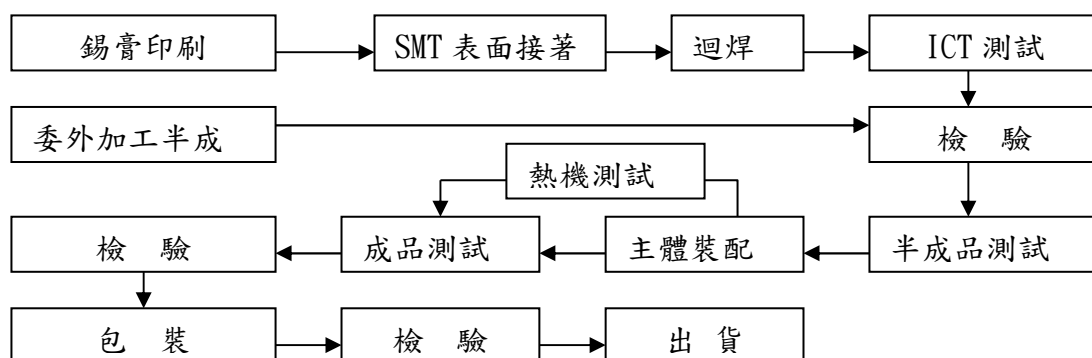 錫膏印刷
SMT 表面接著
迴焊
ICT 測試
委外加工半成
檢 驗
熱機測試
檢 驗
成品測試
主體裝配
半成品測試
包 裝
檢 驗
出 貨